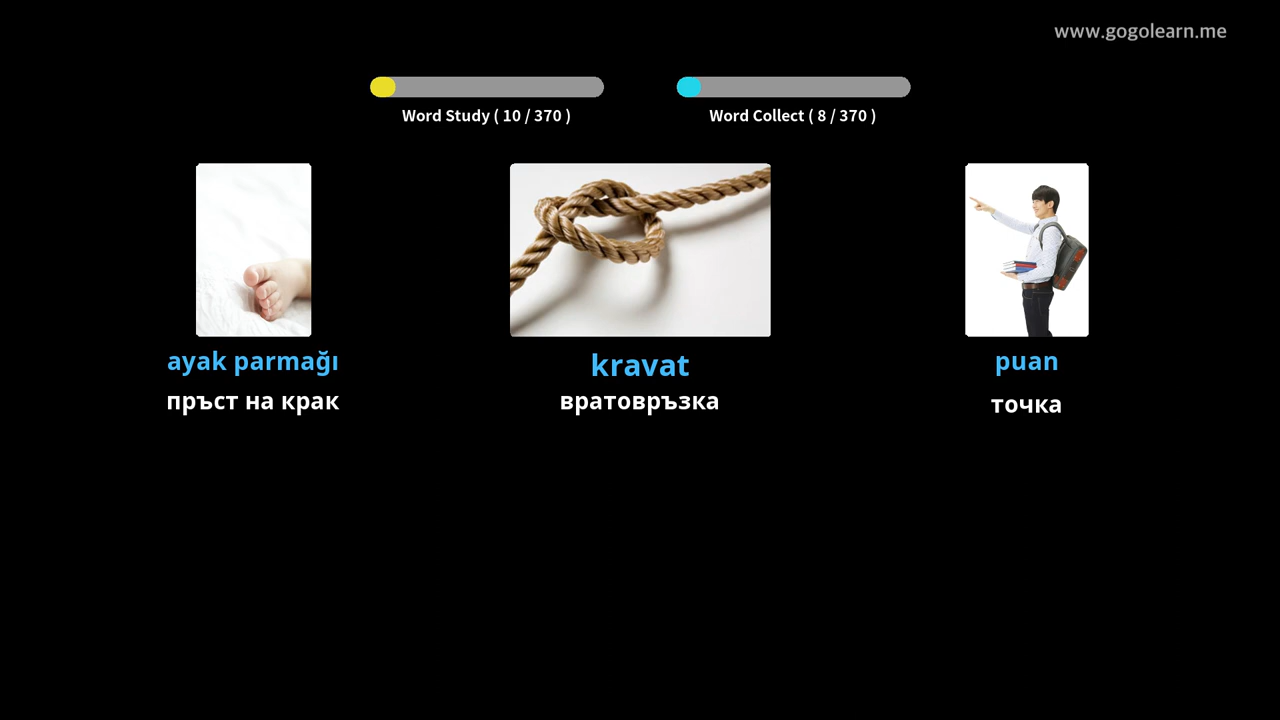 www.gogolearn.me
Word Study ( 10 / 370 )
Word Collect ( 8 / 370 )
ayak parmağı
kravat
puan
пръст на крак
вратовръзка
точка